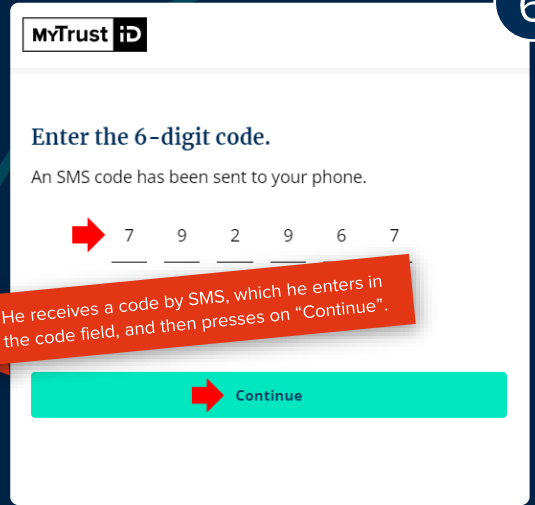 6
MYTrust iD
Enter the 6-digit code.
An SMS code has been sent to your phone.
7 9 2 9 6 7
He receives a code by SMS, which he enters in
the code field, and then presses on “Continue”.
Continue